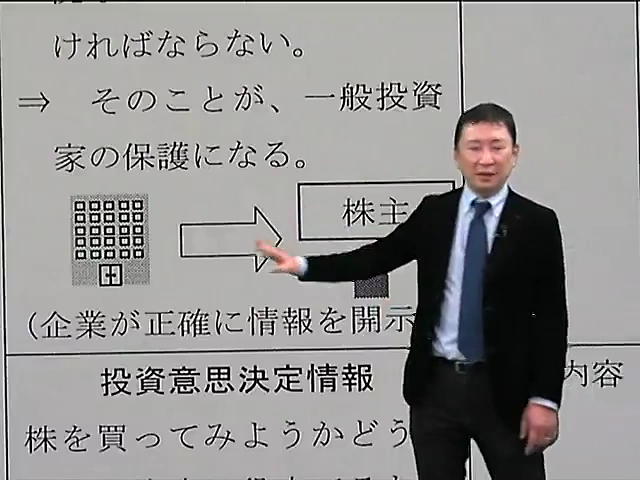 ければならない。
⇒ そのことが、一般投資
家の保護になる。
株主
(企業が正確に情報を開示
投資意思決定情報
内容
株を買ってみようかどう